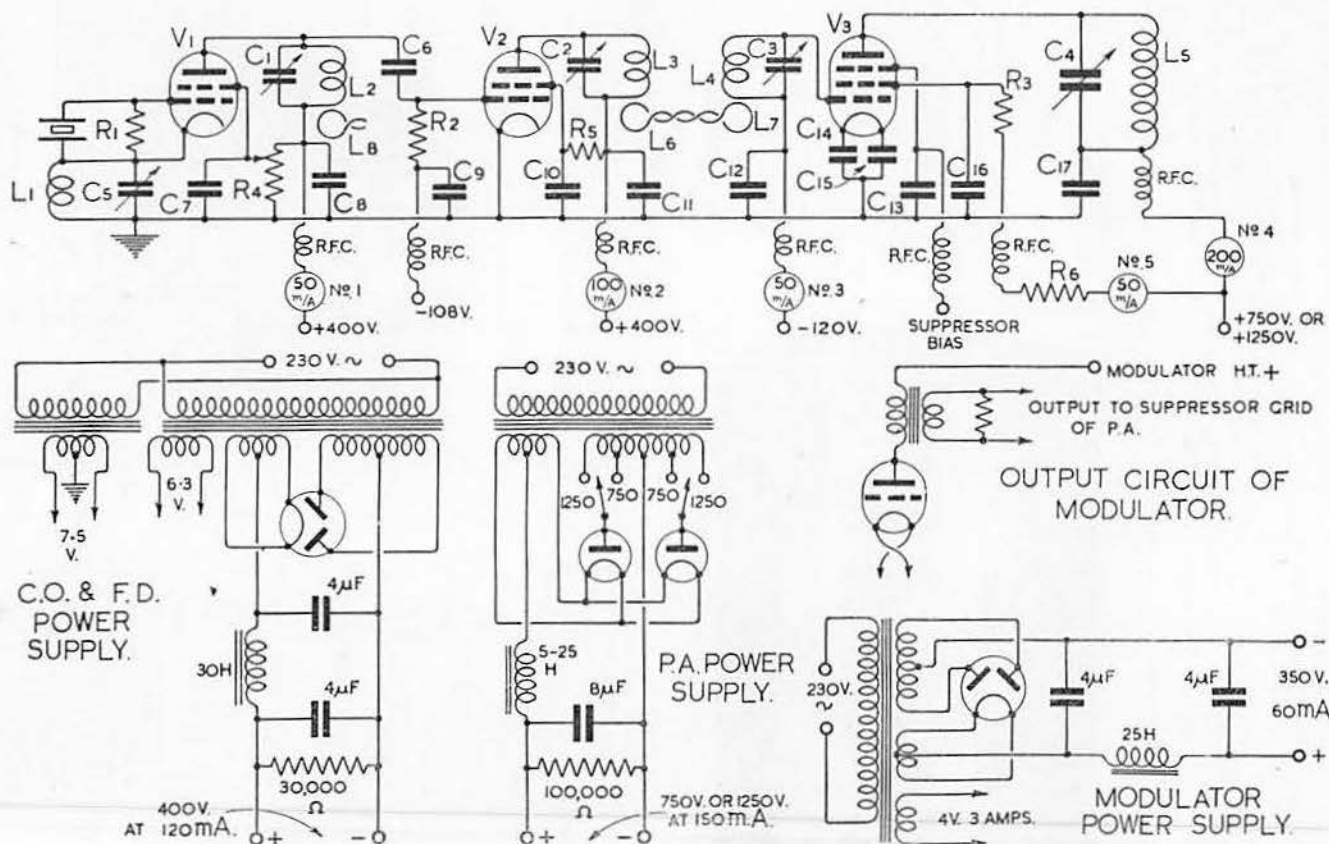 V1
C1
L2
C6
V2
C2
L3
L4
C3
V3
C4
L5
R1
L8
R2
R5
L6
L7
C14
R3
L1
C5
C7
R4
C8
C9
C10
C11
C12
C15
C13
C16
C17
R.F.C.
R.F.C.
R.F.C.
R.F.C.
R.F.C.
R.F.C.
R.F.C.
50 m/A
No.1
-108V.
100 m/A
No.2
50 m/A
No.3
R6
50 m/A
No.5
200 m/A
No 4
+400V.
+400V.
-120V.
SUPPRESSOR
BIAS
+750V. OR
+1250V.
230 V. ~
230 V. ~
MODULATOR H.T. +
OUTPUT TO SUPPRESSOR GRID
OF P.A.
OUTPUT CIRCUIT OF
MODULATOR.
7.5
V.
6.3
V.
1250
750
750
1250
C.O. & F.D.
POWER
SUPPLY.
4µF
30H
4µF
30,000
Ω
400V.
AT 120mA.
+
-
5-25
H
8µF
P.A. POWER
SUPPLY.
100,000
Ω
750V. OR 1250V.
AT 150 m.A.
+
-
230V.
~
4µF
4µF
-
350V.
60mA
25H
+
4V. 3 AMPS.
MODULATOR
POWER SUPPLY.